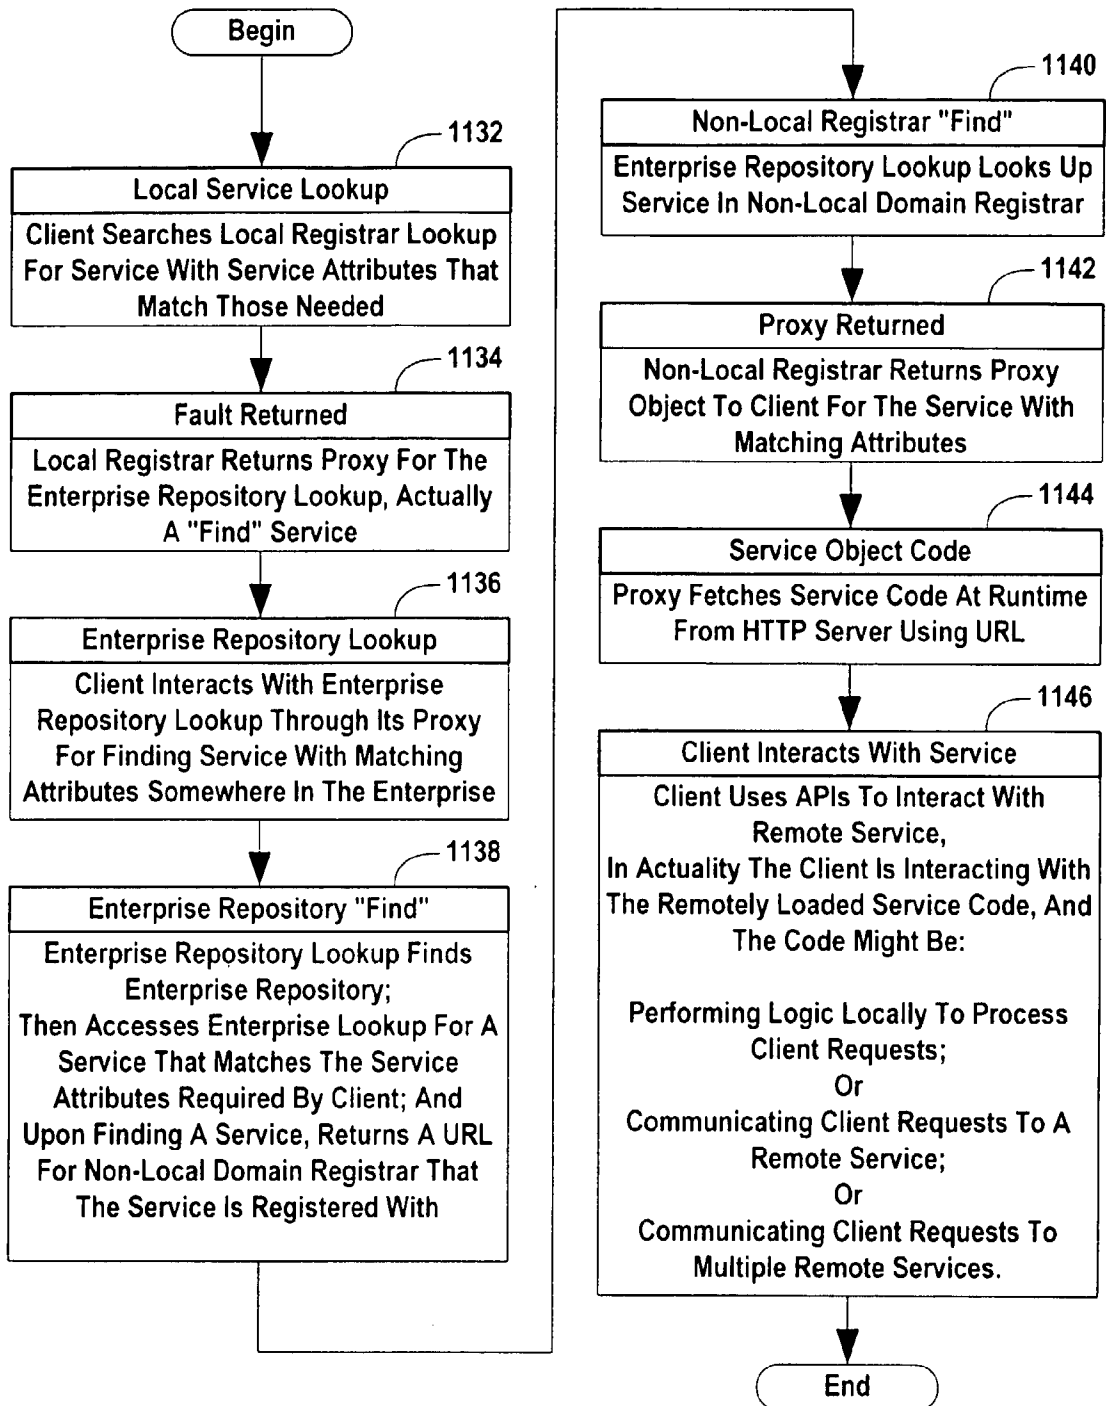 Begin
1132
Local Service Lookup
Client Searches Local Registrar Lookup
For Service With Service Attributes That
Match Those Needed
1134
Fault Returned
Local Registrar Returns Proxy For The
Enterprise Repository Lookup, Actually
A "Find" Service
1136
Enterprise Repository Lookup
Client Interacts With Enterprise
Repository Lookup Through Its Proxy
For Finding Service With Matching
Attributes Somewhere In The Enterprise
1138
Enterprise Repository "Find"
Enterprise Repository Lookup Finds
Enterprise Repository;
Then Accesses Enterprise Lookup For A
Service That Matches The Service
Attributes Required By Client; And
Upon Finding A Service, Returns A URL
For Non-Local Domain Registrar That
The Service Is Registered With
1140
Non-Local Registrar "Find"
Enterprise Repository Lookup Looks Up
Service In Non-Local Domain Registrar
1142
Proxy Returned
Non-Local Registrar Returns Proxy
Object To Client For The Service With
Matching Attributes
1144
Service Object Code
Proxy Fetches Service Code At Runtime
From HTTP Server Using URL
1146
Client Interacts With Service
Client Uses APIs To Interact With
Remote Service,
In Actuality The Client Is Interacting With
The Remotely Loaded Service Code, And
The Code Might Be:
Performing Logic Locally To Process
Client Requests;
Or
Communicating Client Requests To A
Remote Service;
Or
Communicating Client Requests To
Multiple Remote Services.
End